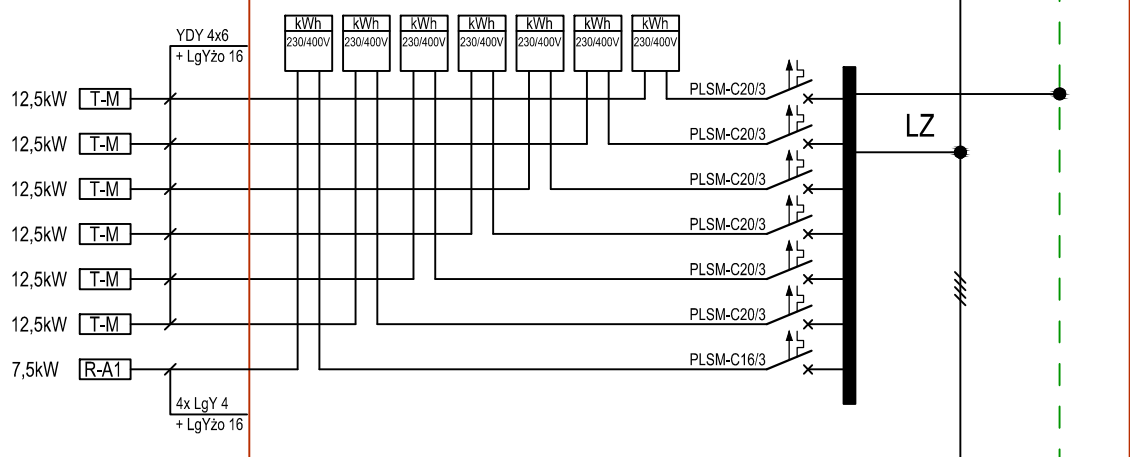 kWh kWh kWh kWh kWh kWh kWh
230/400V 230/400V 230/400V 230/400V 230/400V 230/400V 230/400V
YDY 4x6
+ LgYżo 16
12,5kW T-M PLSM-C20/3
12,5kW T-M PLSM-C20/3
LZ
12,5kW T-M PLSM-C20/3
12,5kW T-M PLSM-C20/3
12,5kW T-M PLSM-C20/3
12,5kW T-M PLSM-C20/3
7,5kW R-A1 PLSM-C16/3
4x LgY 4
+ LgYżo 16